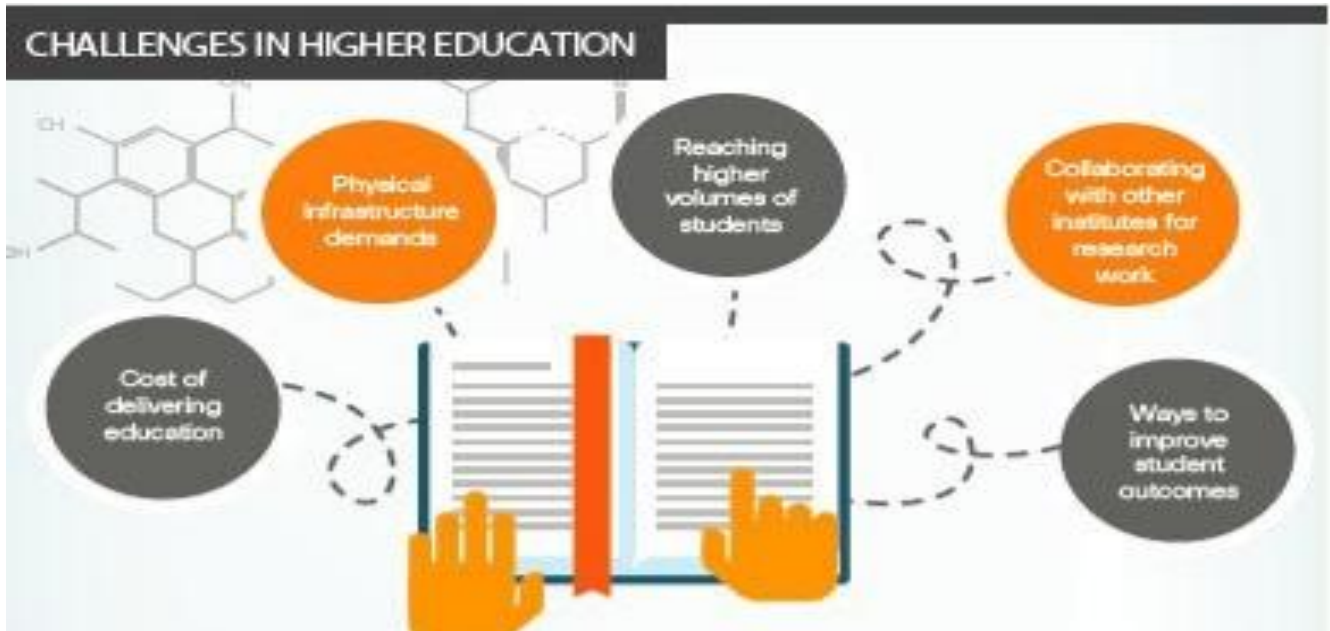 CHALLENGES IN HIGHER EDUCATION
Physical
infrastructure
demands
Reaching
higher
volumes of
students
Collaborating
with other
institutes for
research
work
Cost of
delivering
education
Ways to
improve
student
outcomes